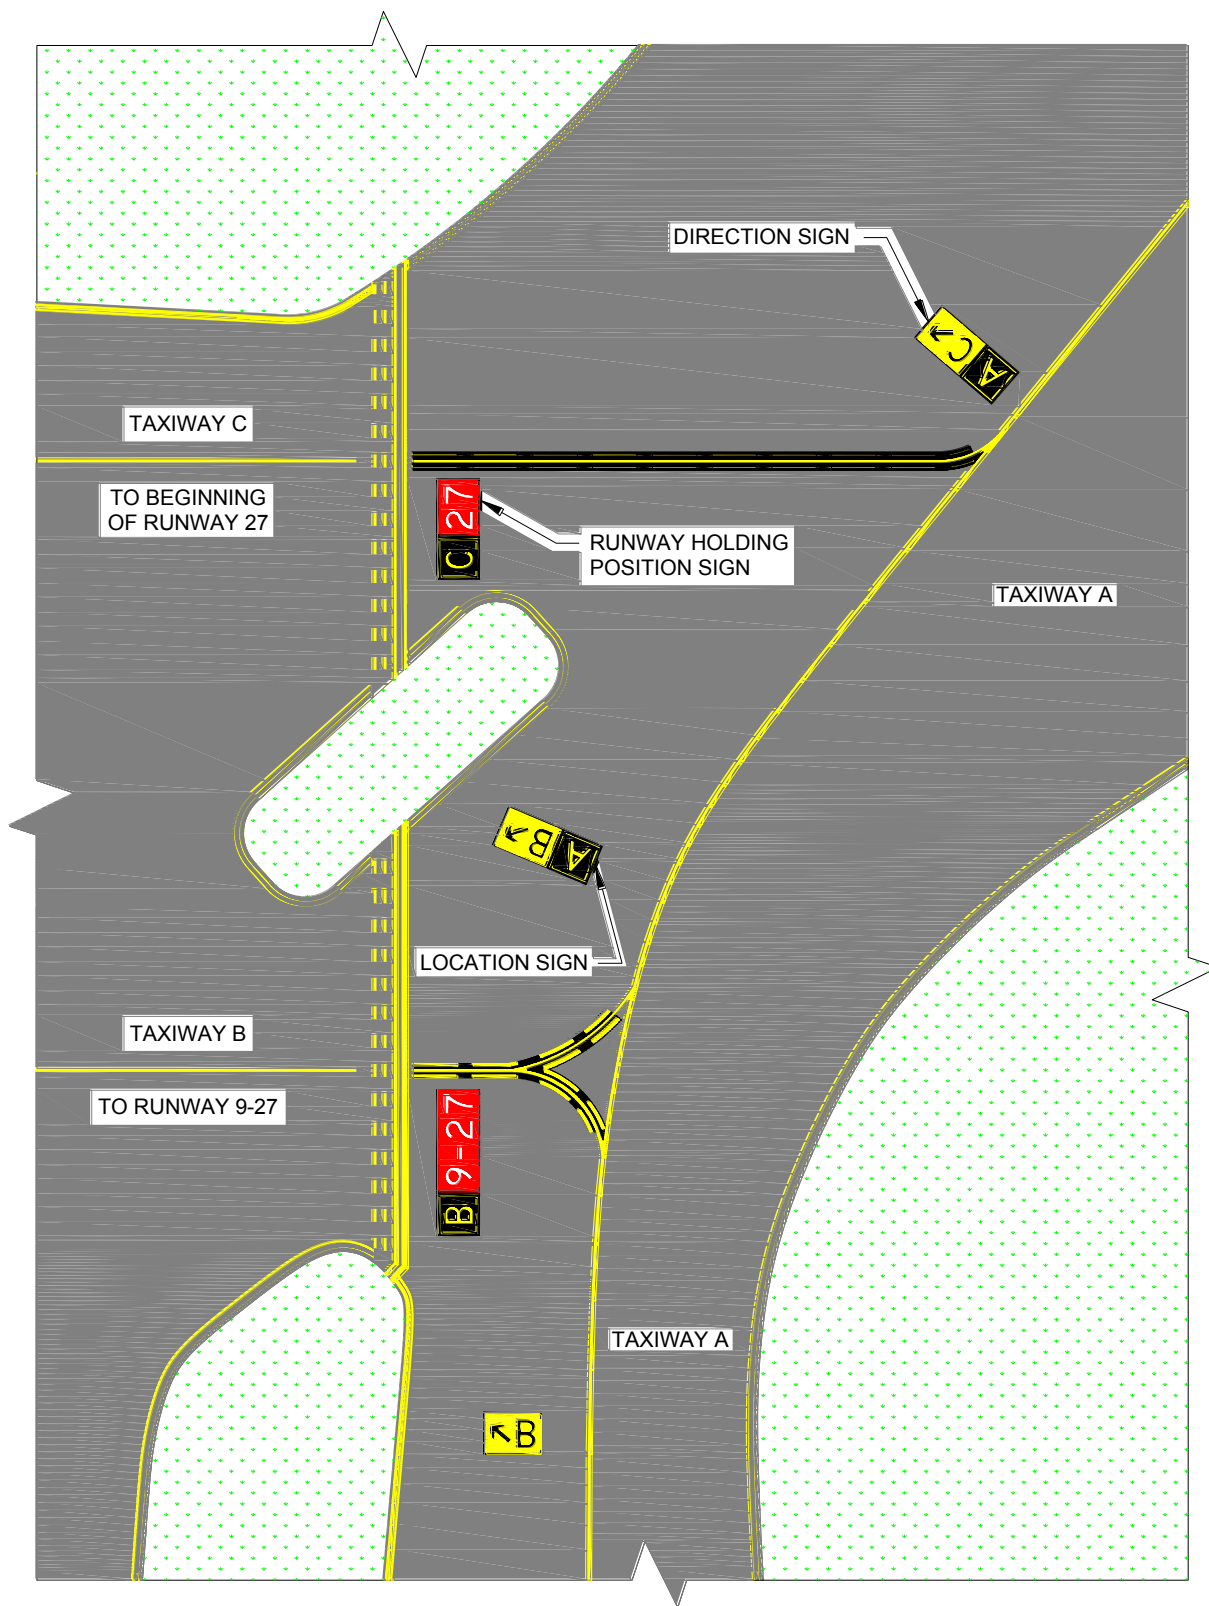 DIRECTION SIGN
C A
TAXIWAY C
TO BEGINNING
OF RUNWAY 27
C 27
RUNWAY HOLDING
POSITION SIGN
TAXIWAY A
B A
LOCATION SIGN
TAXIWAY B
TO RUNWAY 9-27
B 9-27
TAXIWAY A
B